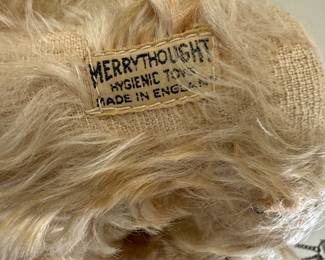 MERRYTHOUGHT
HYGIENIC TOYS
MADE IN ENGLAND